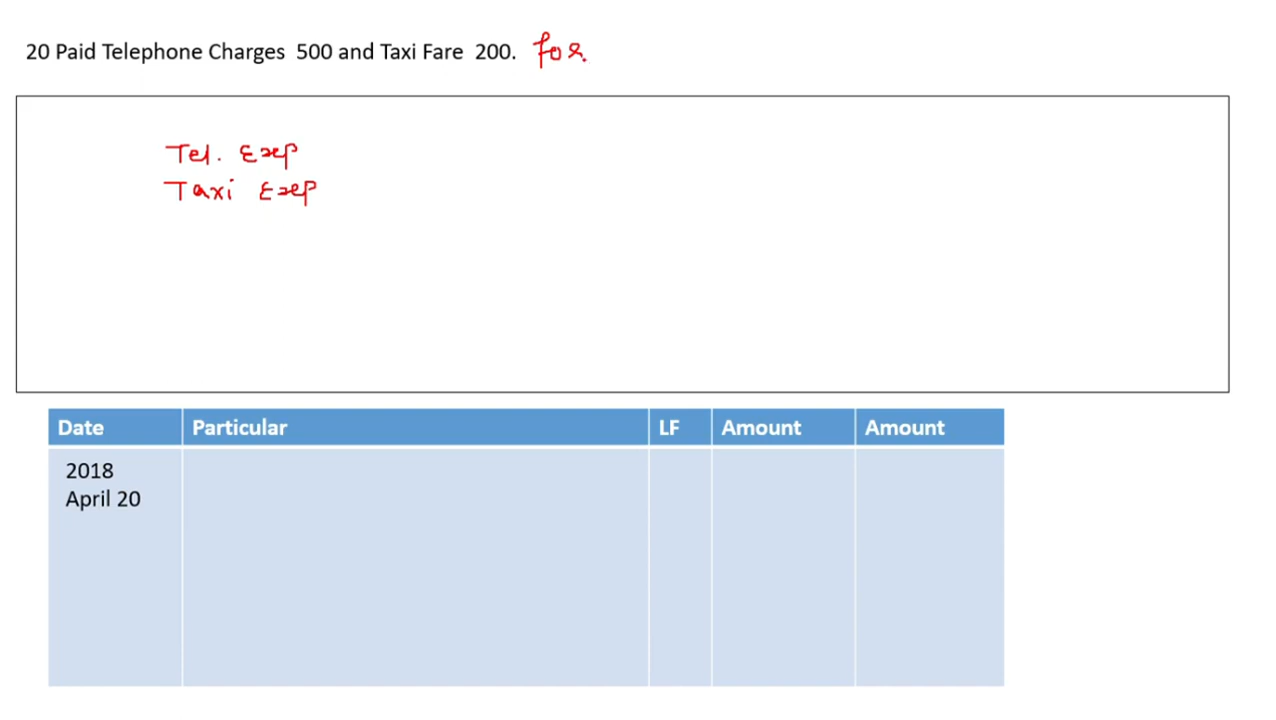 20 Paid Telephone Charges 500 and Taxi Fare 200. for
Tel. Exp
Taxi Exp
Date Particular LF Amount Amount
2018
April 20